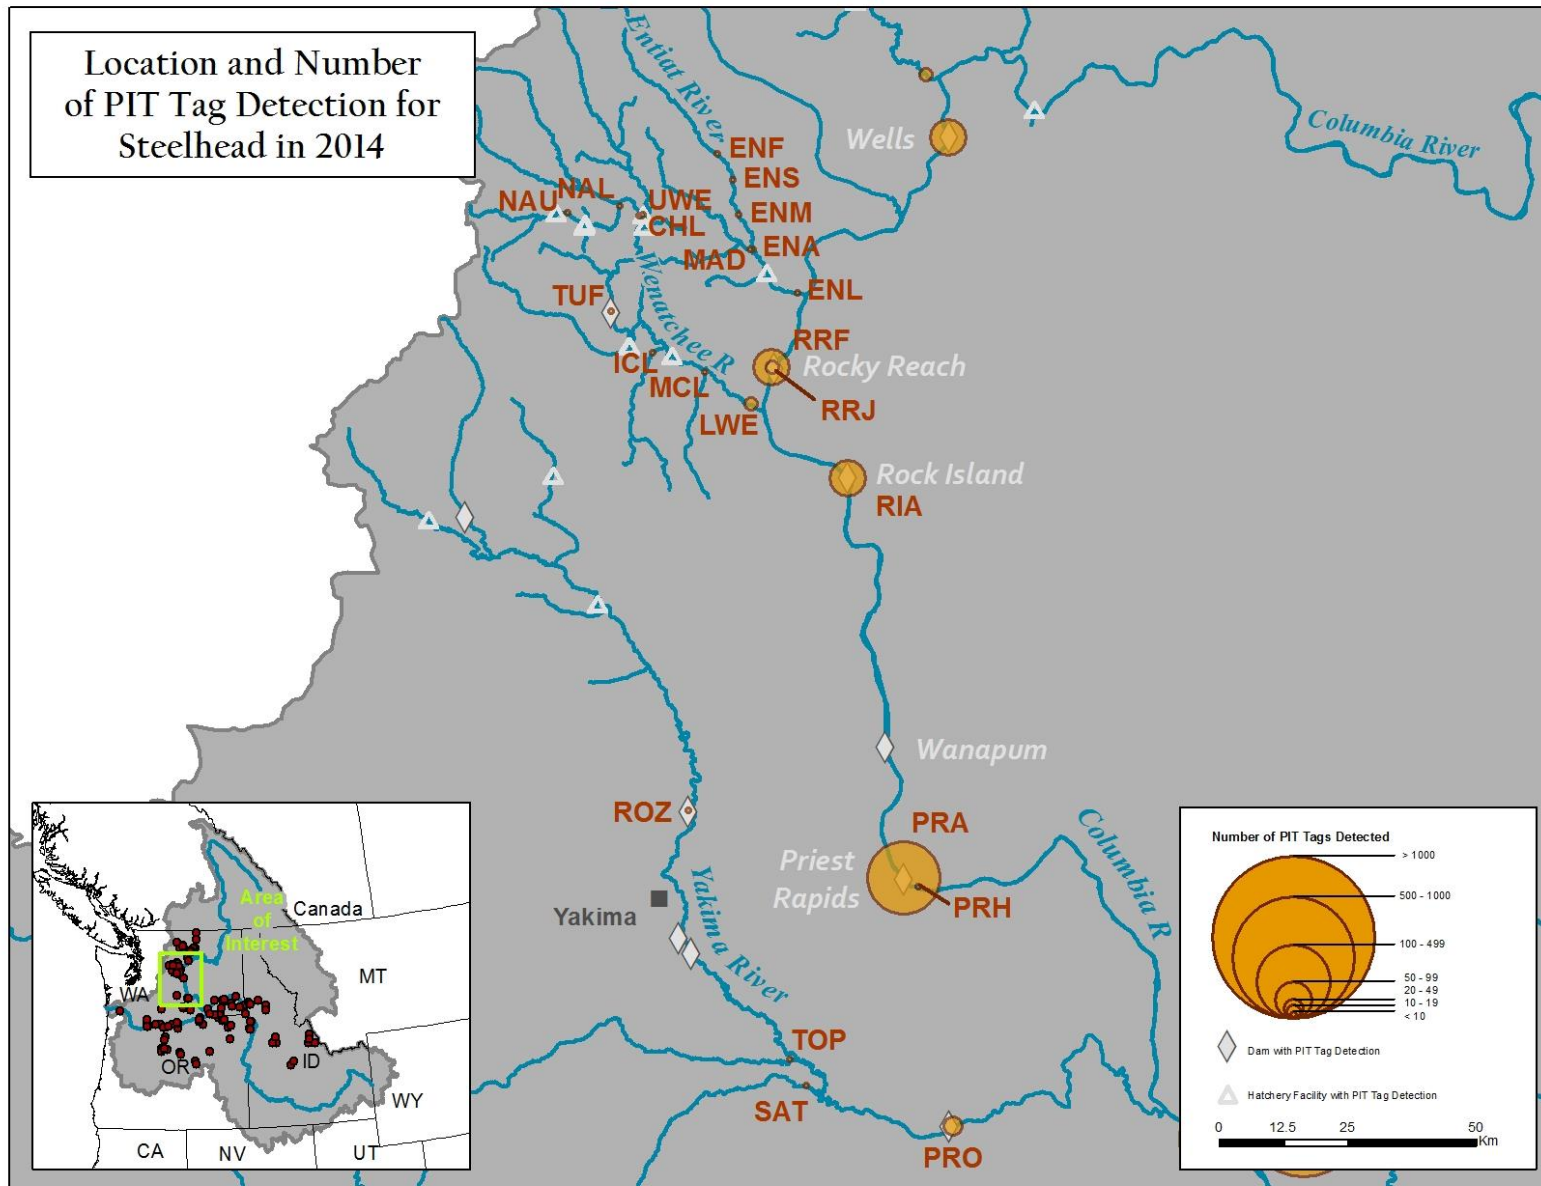 Location and Number
of PIT Tag Detection for
Steelhead in 2014
Entiat River
Columbia River
Wells
ENF
ENS
NAL
NAU
UWE
CHL
ENM
ENA
MAD
Wenatchee R
TUF
ENL
RRF
Rocky Reach
ICL
MCL
RRJ
LWE
Rock Island
RIA
Wanapum
ROZ
PRA
Priest
Rapids
PRH
Columbia R
Yakima
Yakima River
TOP
SAT
PRO
Area
of
Interest
Canada
WA
MT
OR
ID
WY
CA
NV
UT
Number of PIT Tags Detected
> 1000
500 - 1000
100 - 499
50 - 99
20 - 49
10 - 19
< 10
Dam with PIT Tag Detection
Hatchery Facility with PIT Tag Detection
0 12.5 25 50
Km